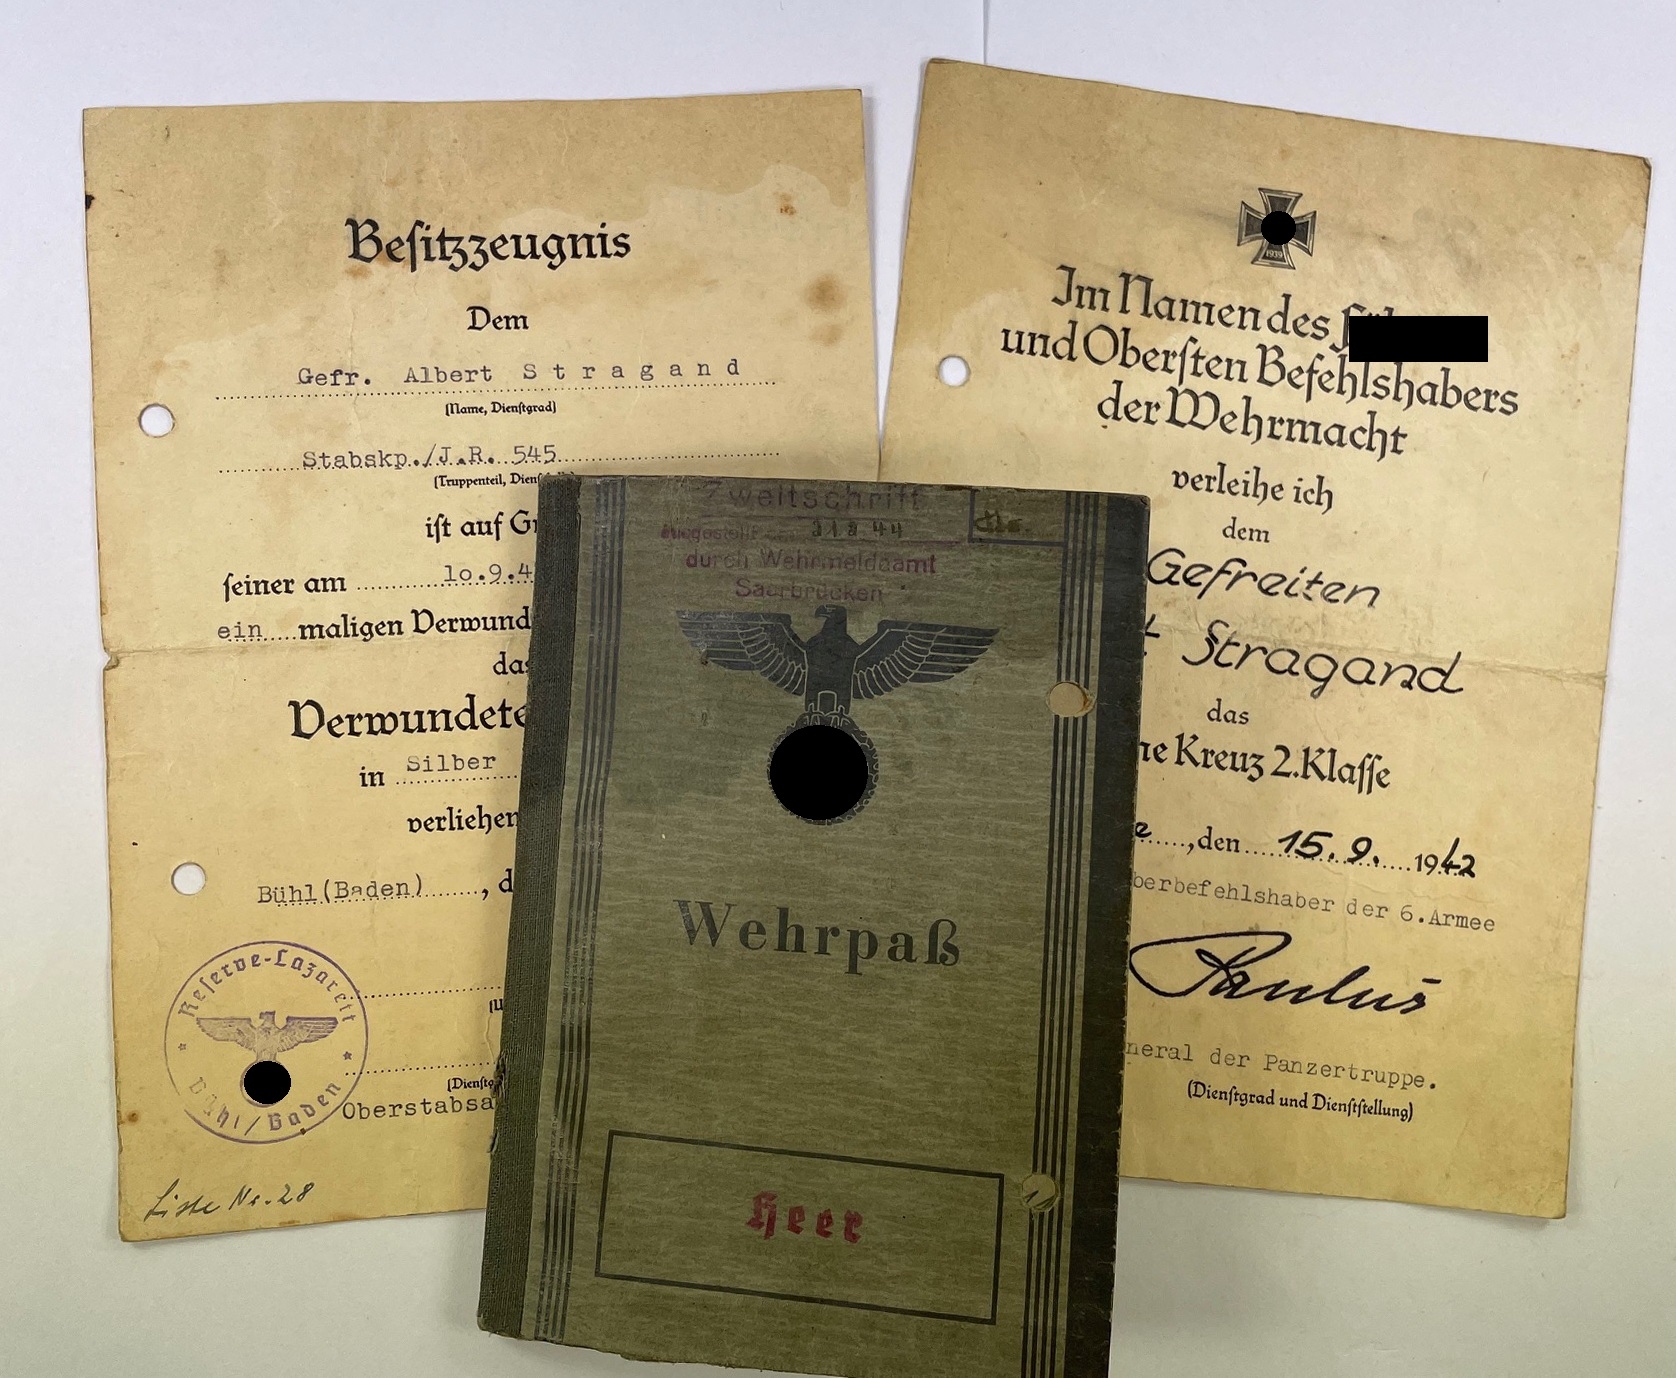 Besitzzeugnis
Dem
Gefr. Albert Stragand
(Name, Dienstgrad)
Stabskp./J.R. 545
(Truppenteil,
ist auf
seiner am 10.9.4
ein maligen Verwund
das
Verwundete
in Silber
verliehen
Bühl(Baden) , d
Reserve-Lazarett
Bühl/Baden
(Dienstg
Oberstabsa
Liste Nr. 28
Zweitschrift
durch Wehrmeldeamt
Saarbrücken
Wehrpaß
Heer
1939
Im Namen des
und Obersten Befehlshabers
der Wehrmacht
verleihe ich
dem
Gefreiten
t Stragand
das
ne Kreuz 2.Klasse
e , den 15. 9. 1942
berbefehlshaber der 6.Armee
Paulus
neral der Panzertruppe.
(Dienstgrad und Dienststellung)